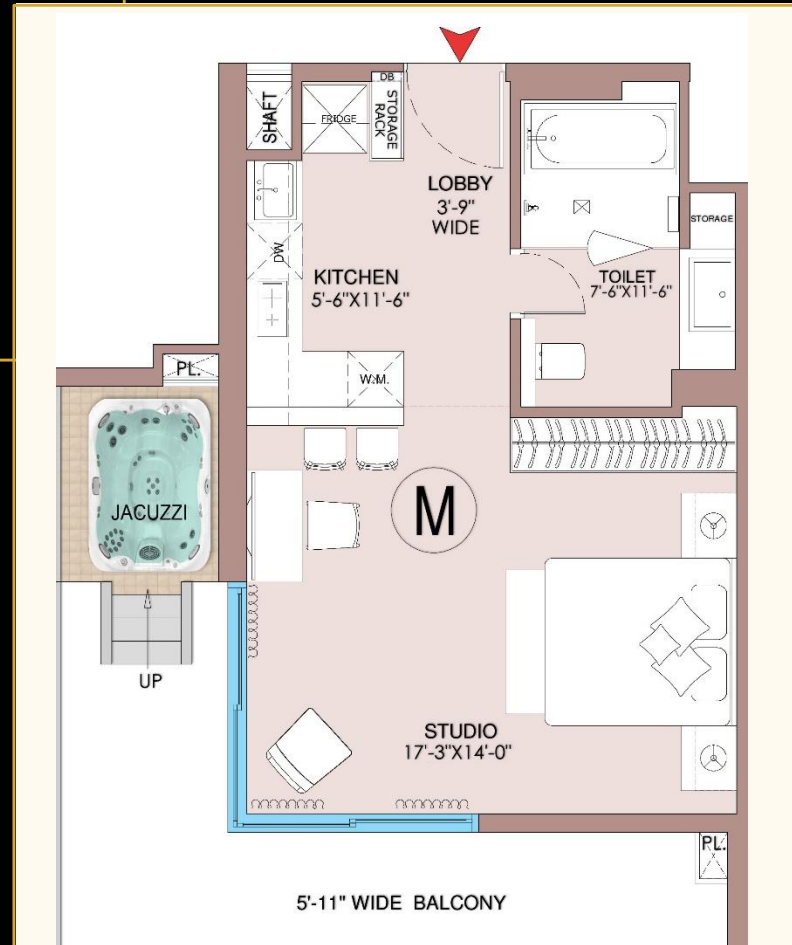 DB
SHAFT
FRIDGE
STORAGE
RACK
LOBBY
3'-9"
WIDE
STORAGE
DW
KITCHEN
5'-6"X11'-6"
TOILET
7'-6"X11'-6"
PL.
W.M.
M
JACUZZI
UP
STUDIO
17'-3"X14'-0"
PL.
5'-11" WIDE BALCONY